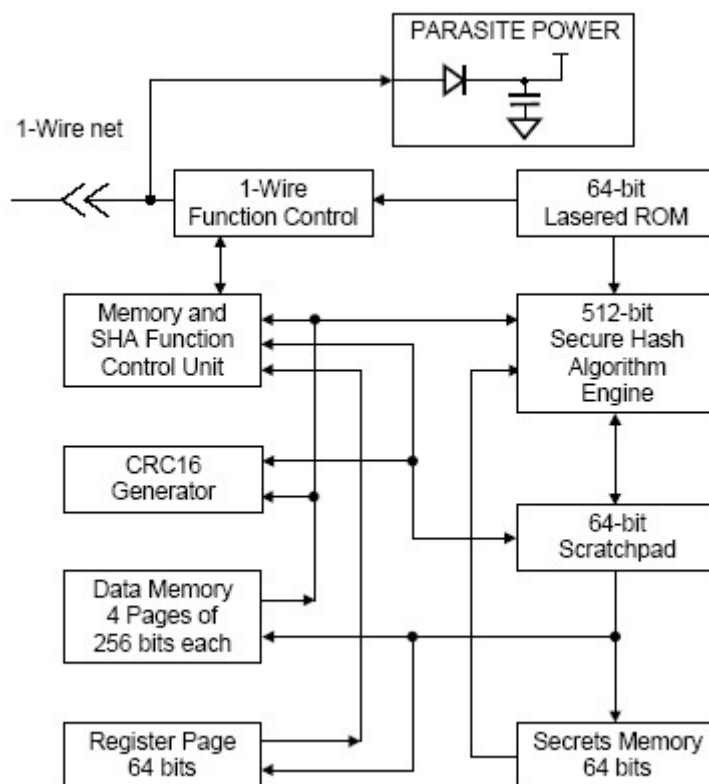 PARASITE POWER
1-Wire net
1-Wire
Function Control
64-bit
Lasered ROM
Memory and
SHA Function
Control Unit
512-bit
Secure Hash
Algorithm
Engine
CRC16
Generator
64-bit
Scratchpad
Data Memory
4 Pages of
256 bits each
Register Page
64 bits
Secrets Memory
64 bits